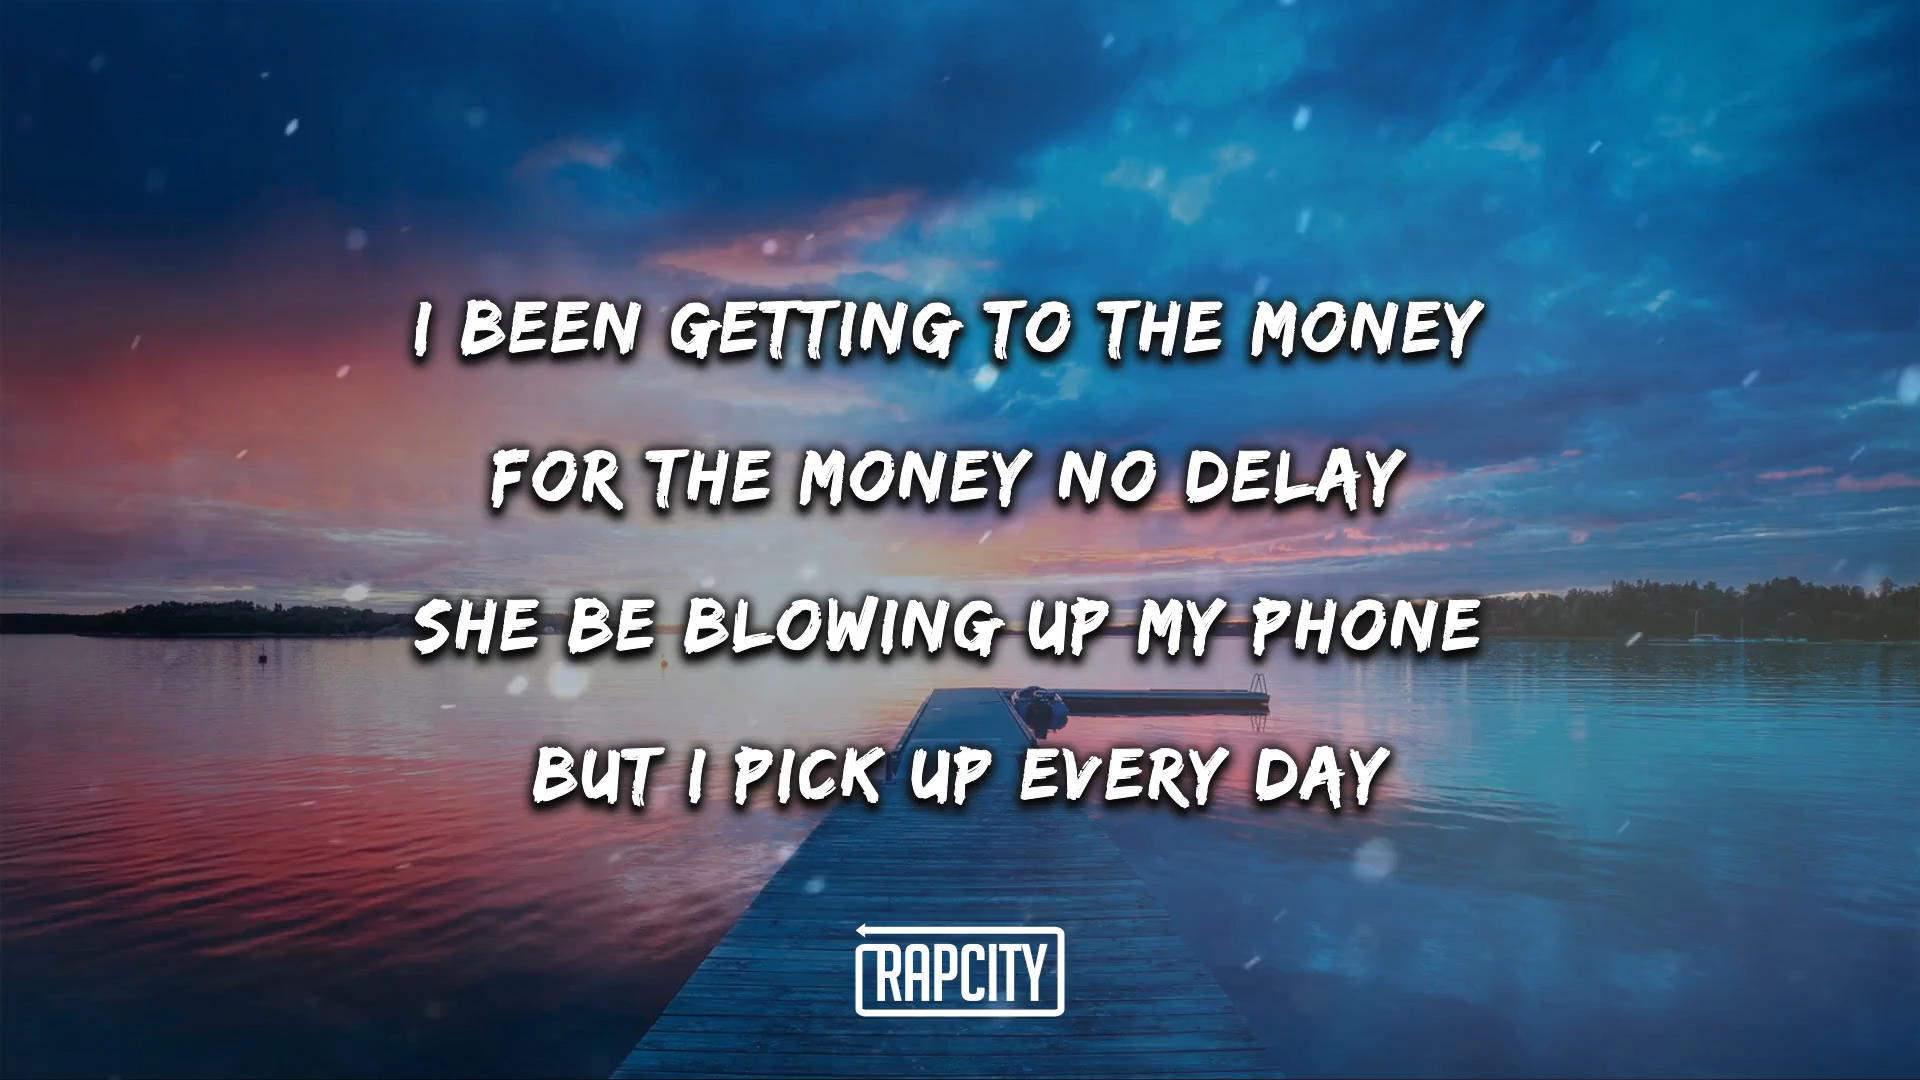 I BEEN GETTING TO THE MONEY
FOR THE MONEY NO DELAY
SHE BE BLOWING UP MY PHONE
BUT I PICK UP EVERY DAY
RAPCITY